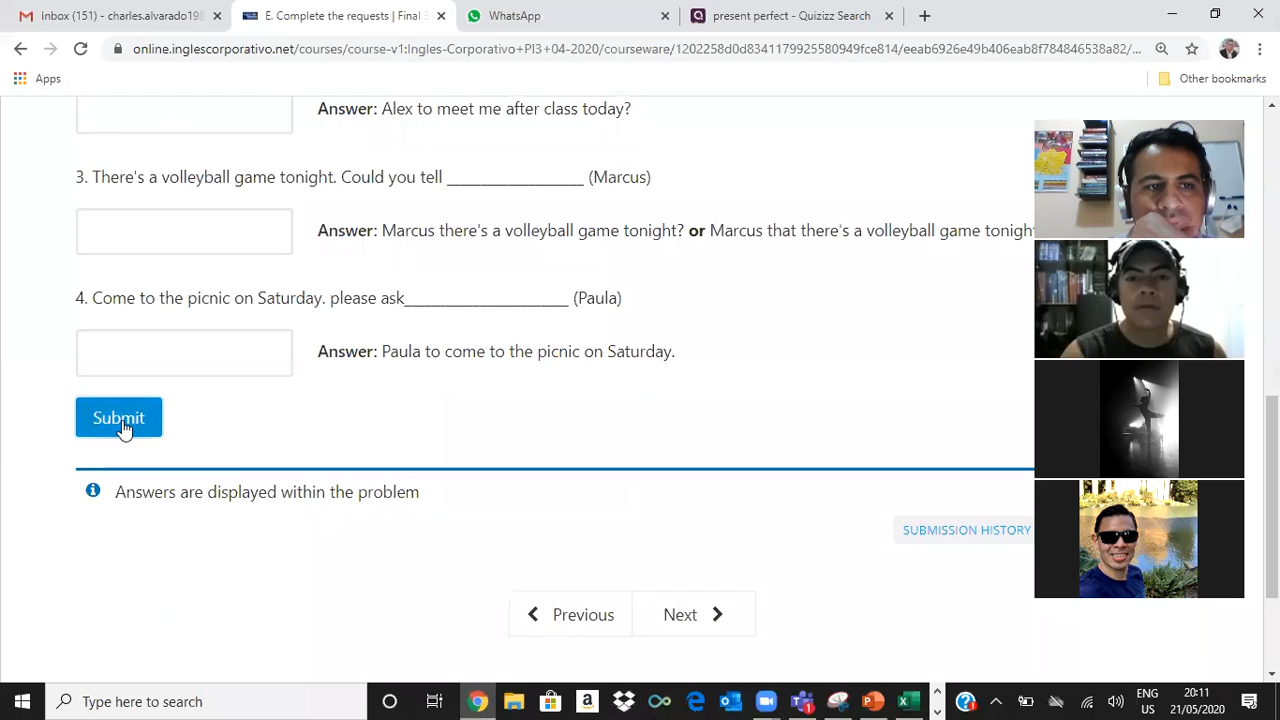 Inbox (151) - charles.alvarado198
E. Complete the requests | Final
WhatsApp
present perfect - Quizizz Search
online.inglescorporativo.net/courses/course-v1:Ingles-Corporativo+PI3+04-2020/courseware/1202258d0d8341179925580949fce814/eeab6926e49b406eab8f784846538a82/...
Apps
Other bookmarks
Answer: Alex to meet me after class today?
3. There's a volleyball game tonight. Could you tell __________________ (Marcus)
Answer: Marcus there's a volleyball game tonight? or Marcus that there's a volleyball game tonight
4. Come to the picnic on Saturday. please ask_____________________ (Paula)
Answer: Paula to come to the picnic on Saturday.
Submit
Answers are displayed within the problem
SUBMISSION HISTORY
Previous
Next
Type here to search
ENG
US
20:11
21/05/2020